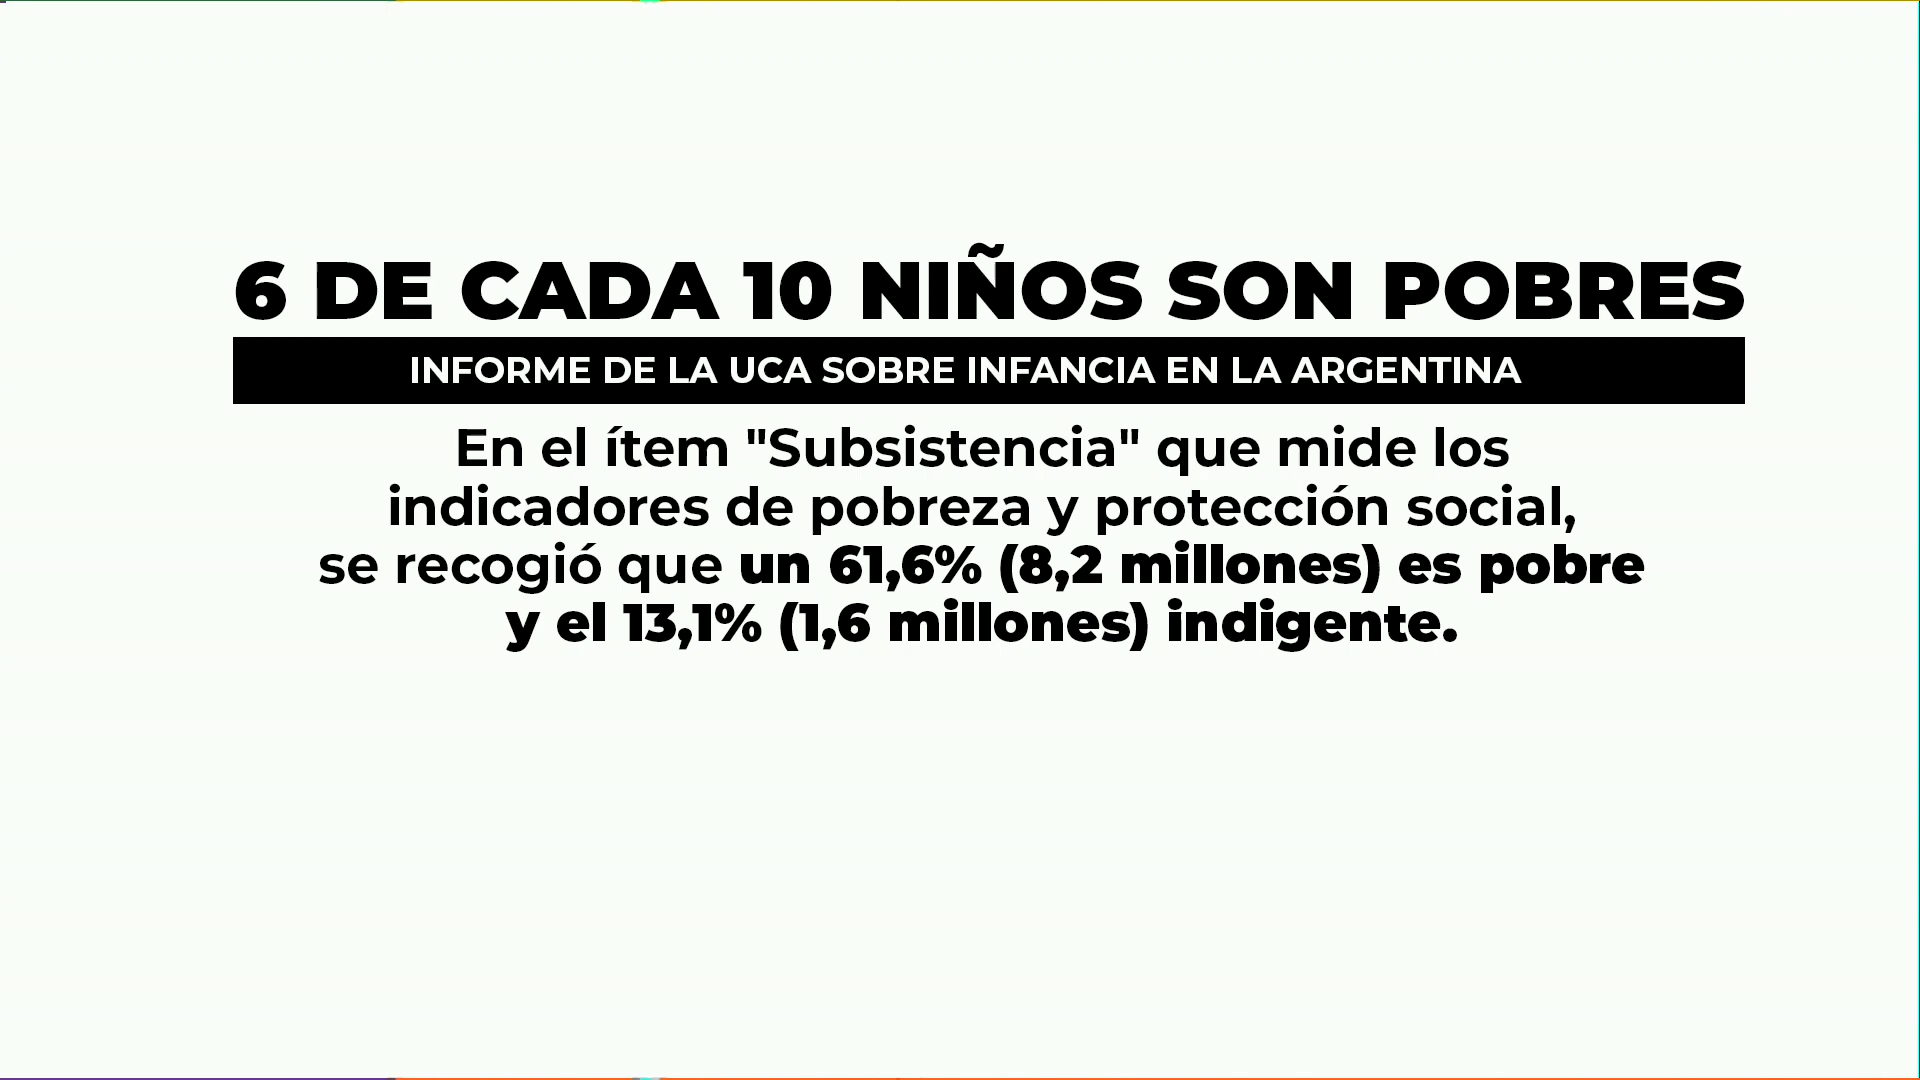 6 DE CADA 10 NIÑOS SON POBRES
INFORME DE LA UCA SOBRE INFANCIA EN LA ARGENTINA
En el ítem "Subsistencia" que mide los
indicadores de pobreza y protección social,
se recogió que un 61,6% (8,2 millones) es pobre
y el 13,1% (1,6 millones) indigente.